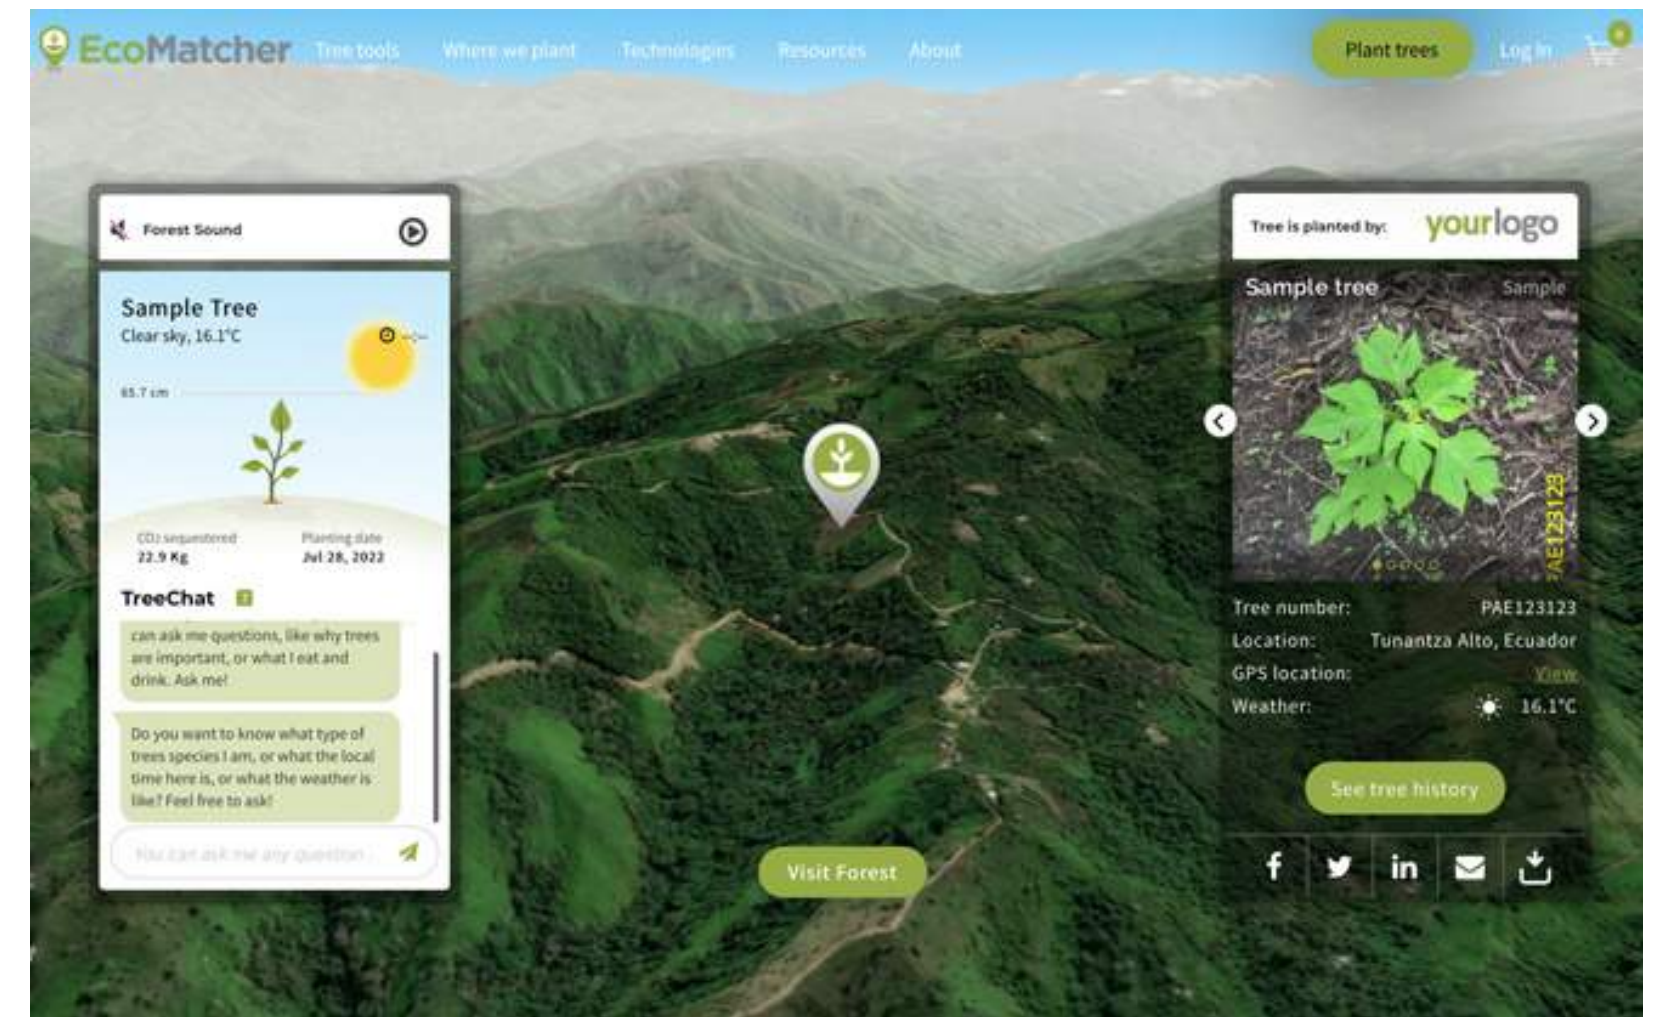 EcoMatcher
Tree tools
Where we plant
Technologies
Resources
About
Plant trees
Log In
Forest Sound
Sample Tree
Clear sky, 16.1°C
65.7 cm
CO2 sequestered
22.9 Kg
Planting date
Jul 28, 2022
TreeChat
can ask me questions, like why trees
are important, or what I eat and
drink. Ask me!
Do you want to know what type of
trees species I am, or what the local
time here is, or what the weather is
like? Feel free to ask!
You can ask me any question
Visit Forest
Tree is planted by: yourlogo
Sample tree
Sample
PAE123123
Tree number: PAE123123
Location: Tunantza Alto, Ecuador
GPS location: View
Weather: 16.1°C
See tree history